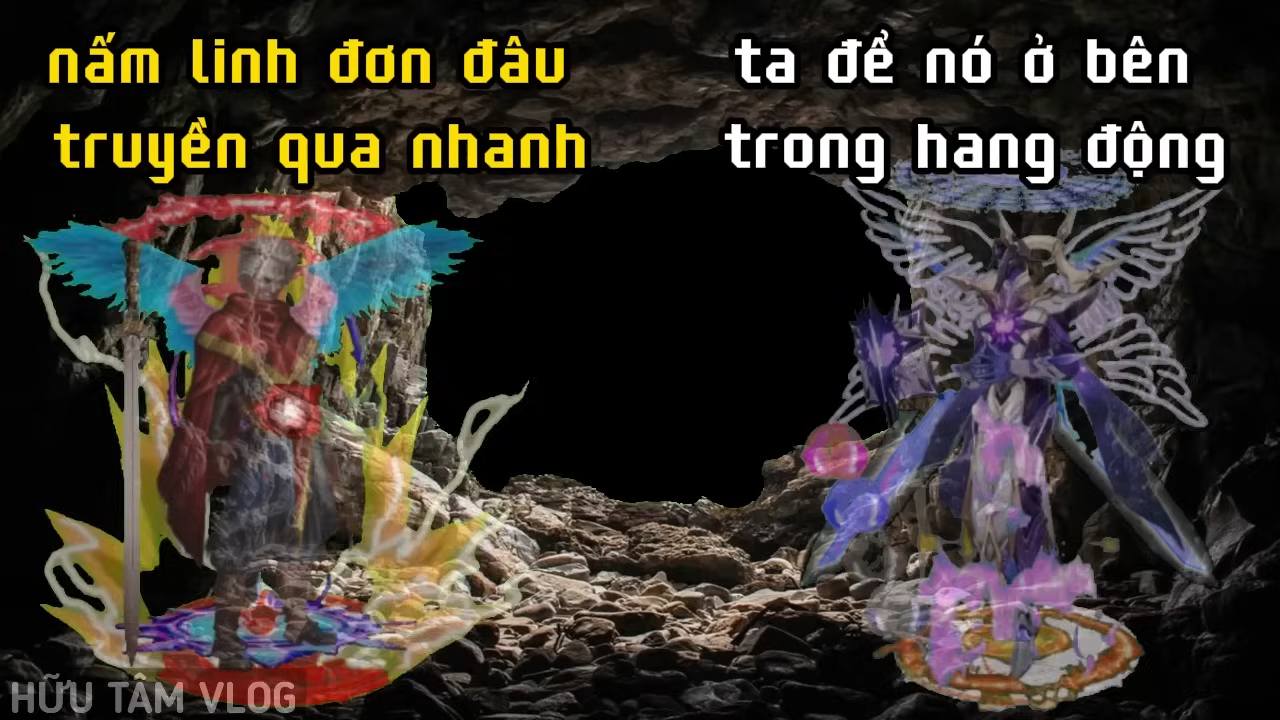 nấm linh đơn đâu
truyền qua nhanh
ta để nó ở bên
trong hang động
HỮU TÂM VLOG